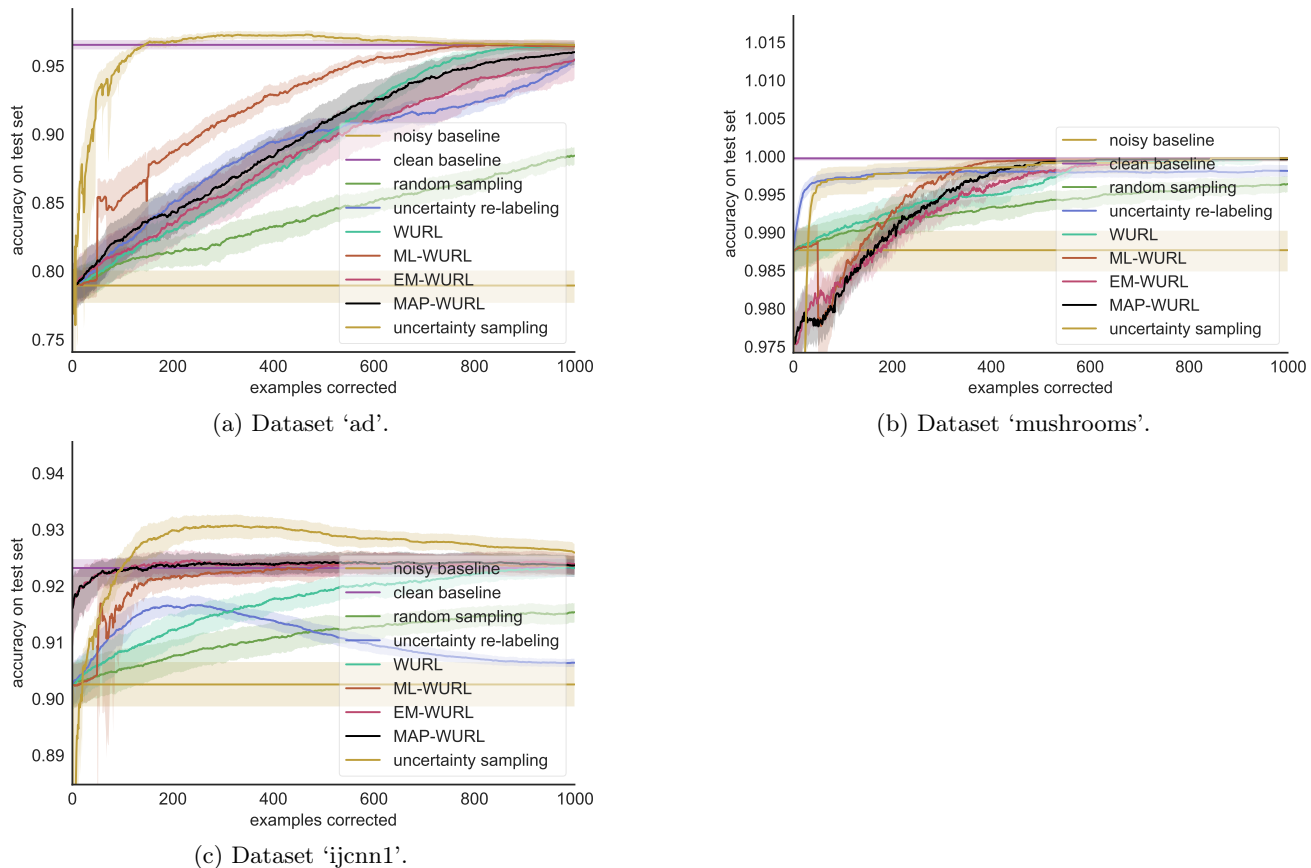 0.95
0.90
0.85
0.80
0.75
accuracy on test set
noisy baseline
clean baseline
random sampling
uncertainty re-labeling
WURL
ML-WURL
EM-WURL
MAP-WURL
uncertainty sampling
0 200 400 600 800 1000
examples corrected
(a) Dataset ‘ad’.
1.015
1.010
1.005
1.000
0.995
0.990
0.985
0.980
0.975
accuracy on test set
noisy baseline
clean baseline
random sampling
uncertainty re-labeling
WURL
ML-WURL
EM-WURL
MAP-WURL
uncertainty sampling
0 200 400 600 800 1000
examples corrected
(b) Dataset ‘mushrooms’.
0.94
0.93
0.92
0.91
0.90
0.89
accuracy on test set
noisy baseline
clean baseline
random sampling
uncertainty re-labeling
WURL
ML-WURL
EM-WURL
MAP-WURL
uncertainty sampling
0 200 400 600 800 1000
examples corrected
(c) Dataset ‘ijcnn1’.